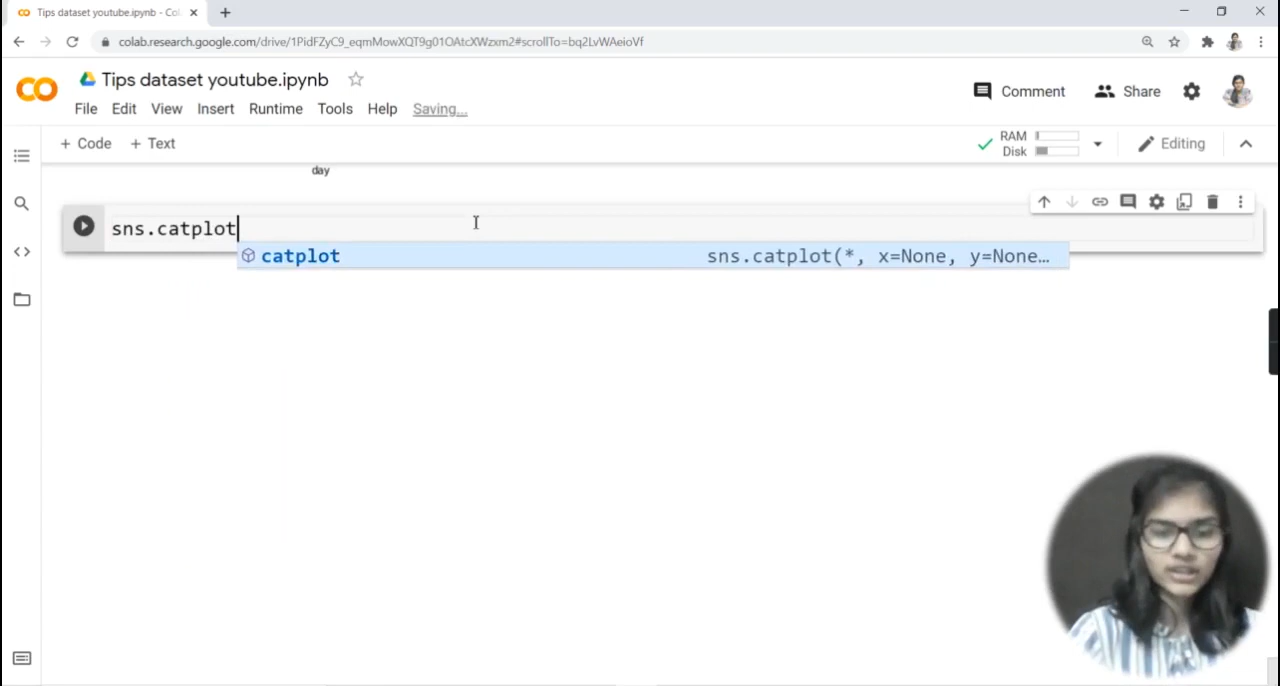 Tips dataset youtube.ipynb - Col
colab.research.google.com/drive/1PidFZyC9_eqmMowXQT9g01OAtcXWzxm2#scrollTo=bq2LvWAeioVf
Tips dataset youtube.ipynb
Comment
Share
File Edit View Insert Runtime Tools Help Saving...
+ Code + Text
RAM
Disk
Editing
day
sns.catplot
catplot sns.catplot(*, x=None, y=None…